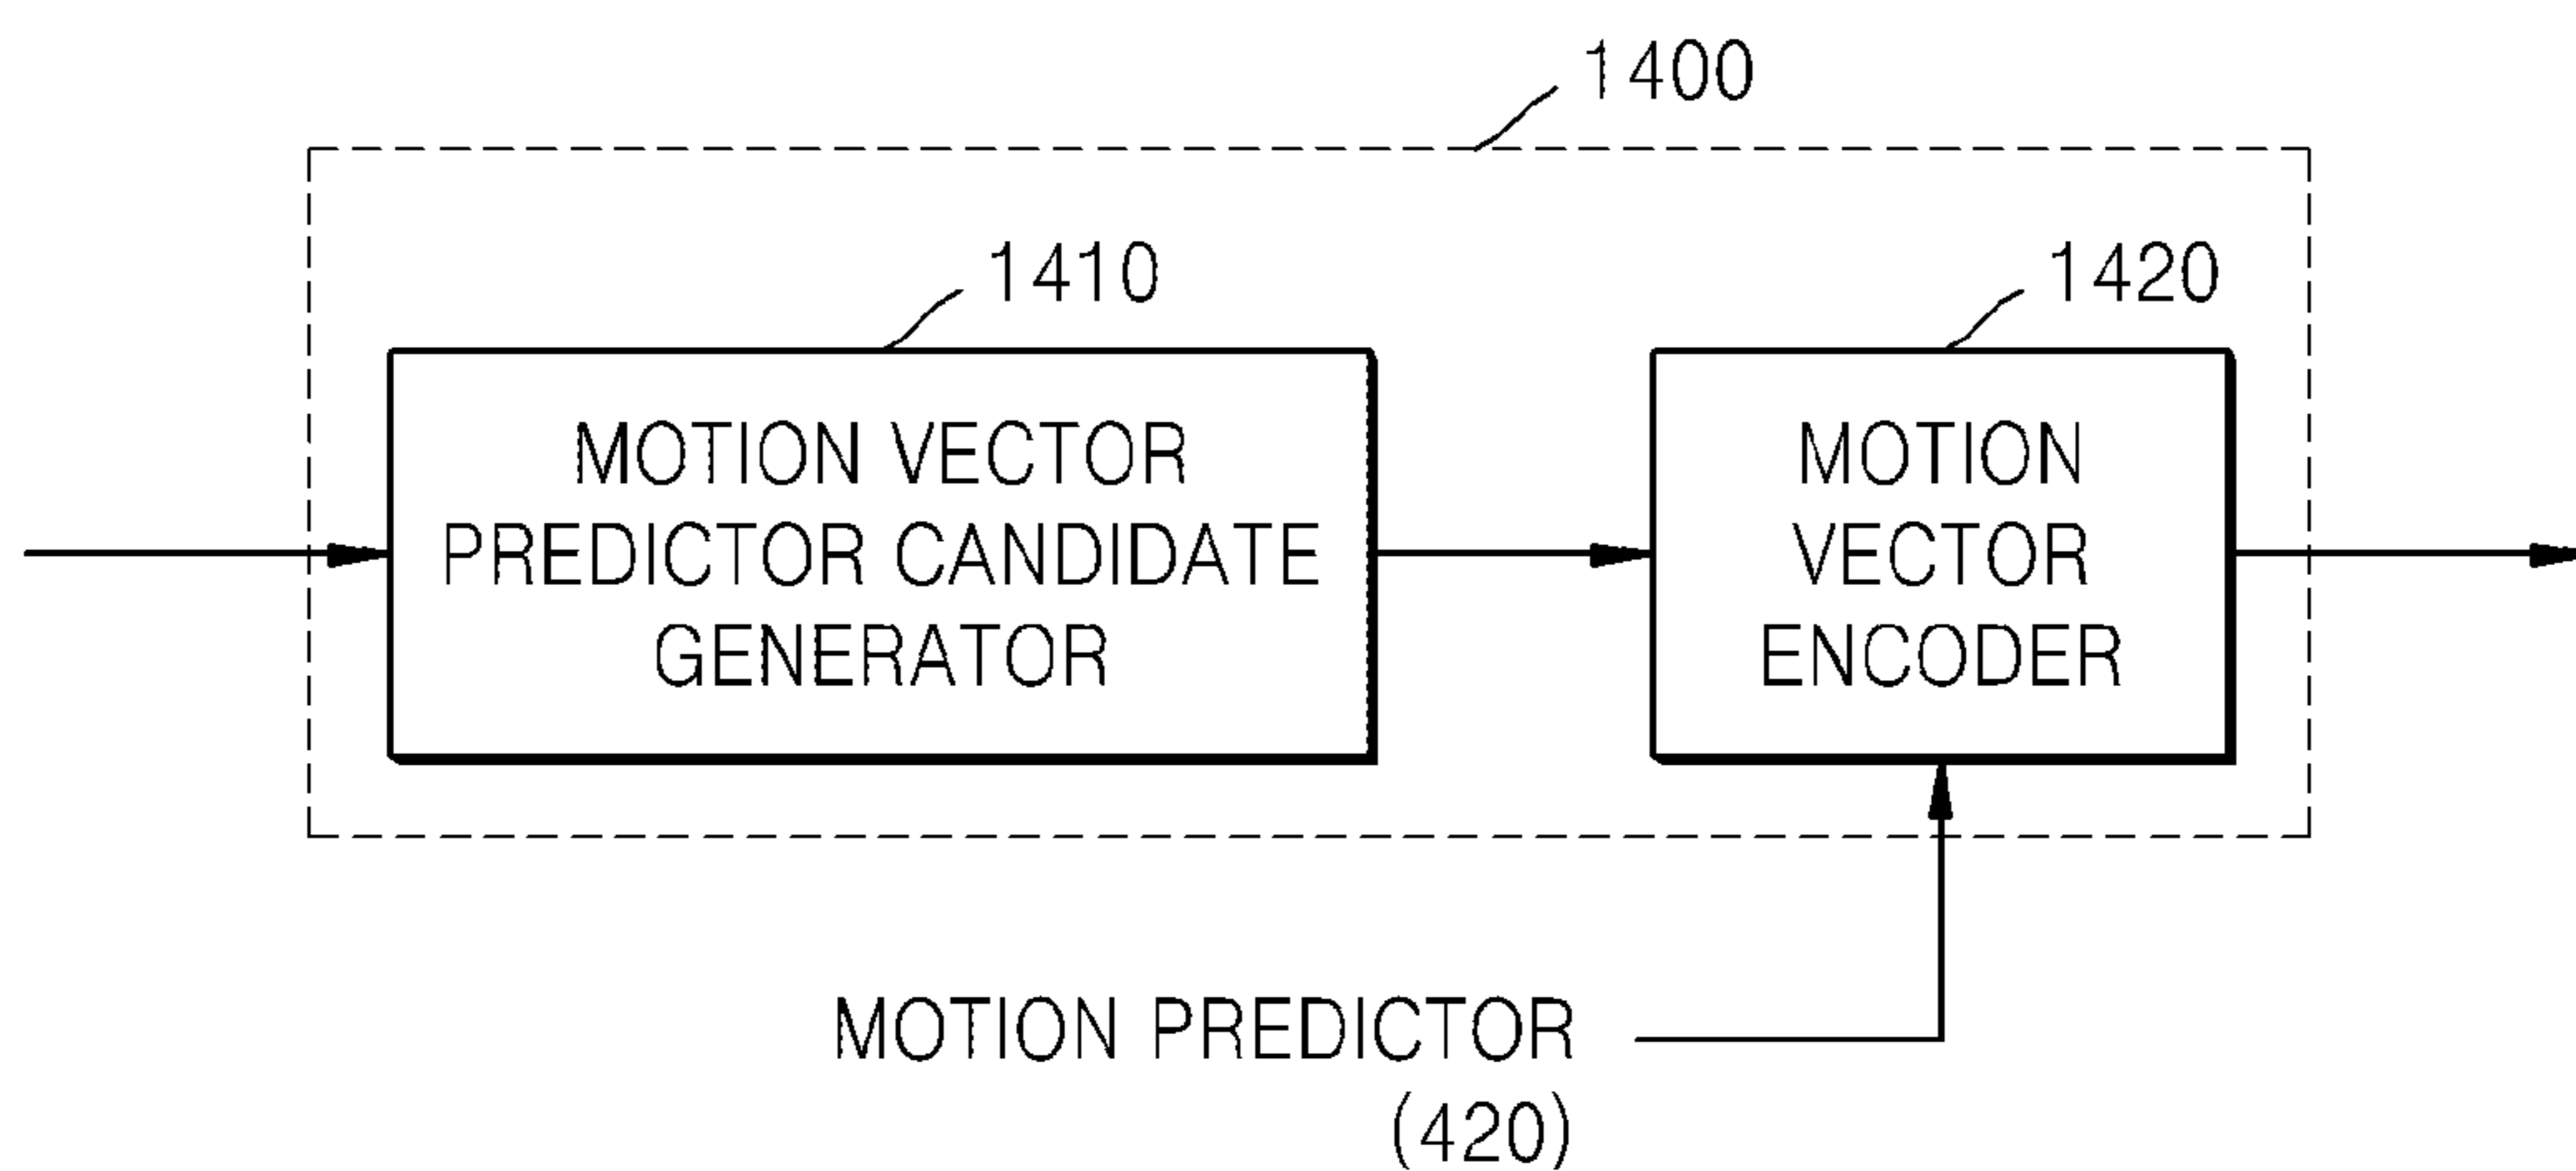 1400
1410
1420
MOTION VECTOR
PREDICTOR CANDIDATE
GENERATOR
MOTION
VECTOR
ENCODER
MOTION PREDICTOR
(420)